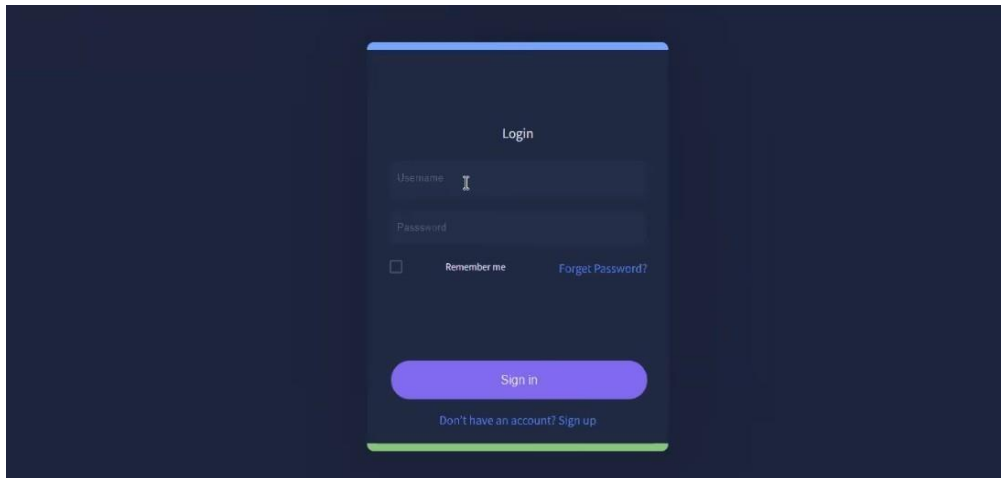 Login
Username
Password
Remember me Forget Password?
Sign in
Don't have an account? Sign up